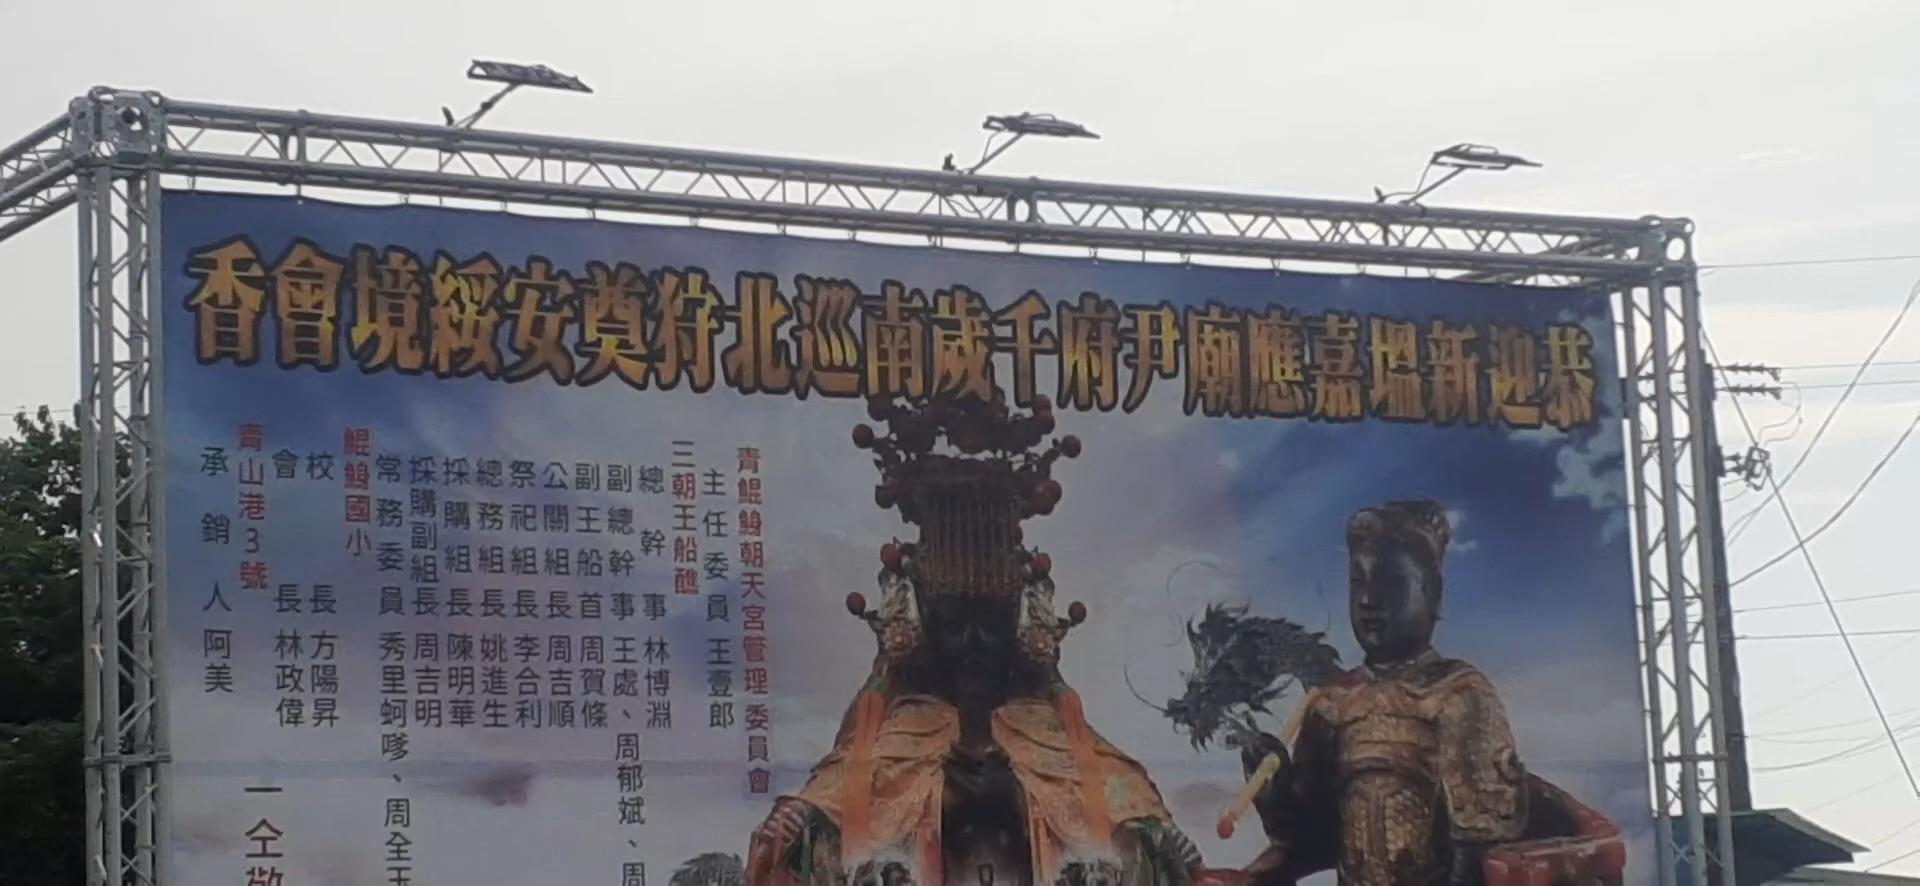 恭迎新塭嘉應廟尹府千歲南巡北狩奠安綏境會香
青鯤鯓朝天宮管理委員會
主任委員 王壹郎
三朝王船醮
總幹事 林博淵
副總幹事 王處、周郁斌、周
副王船首 周賀絛
公關組長 周吉順
祭祀組長 李合利
總務組長 姚進生
採購組長 陳明華
採購副組長 周吉明
常務委員 秀里蚵嗲、周全玉
鯤鯓國小
校長 方陽昇
會長 林政偉
青山港3號
承銷人 阿美
一仝敬